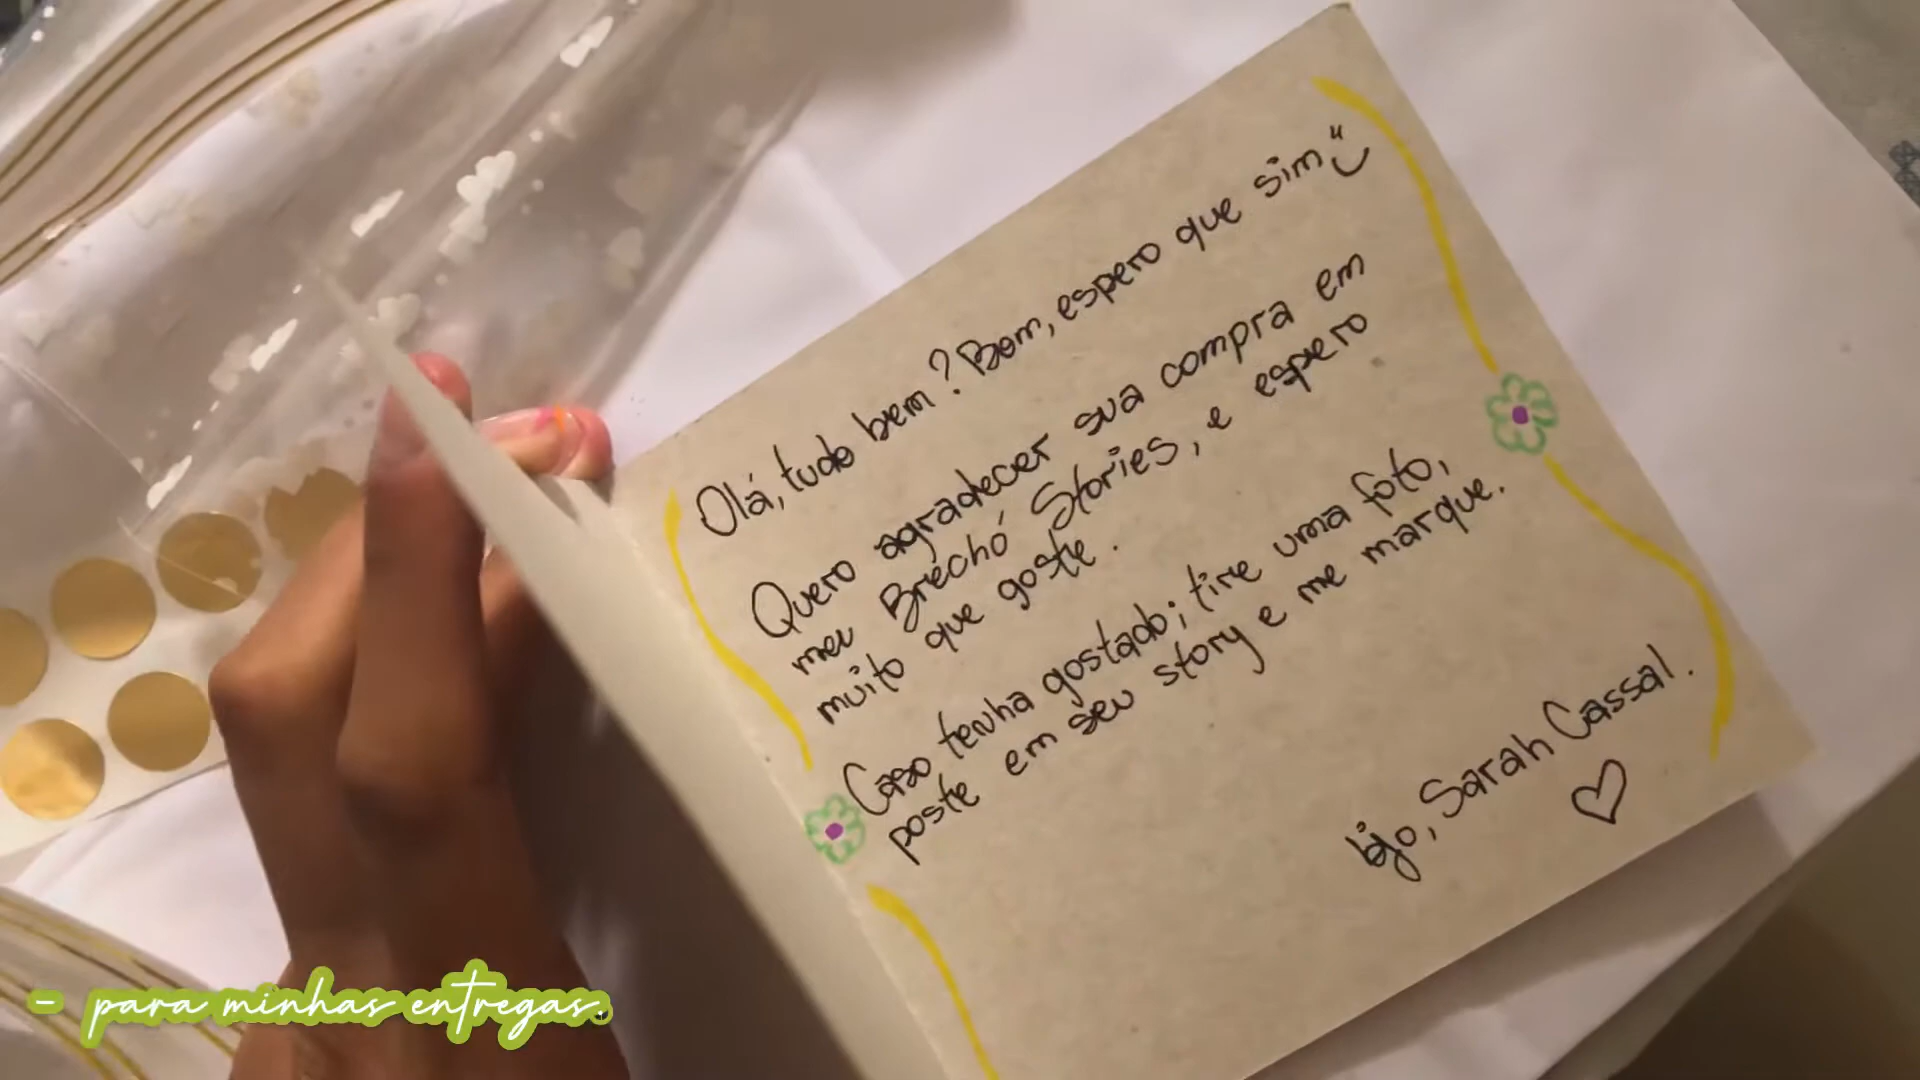 Olá, tudo bem? Bom, espero que sim
Quero agradecer sua compra em
meu Brechó Stories, e espero
muito que goste.
Caso tenha gostado; tire uma foto,
poste em seu story e me marque.
bjo, Sarah Cassal.
- para minhas entregas.